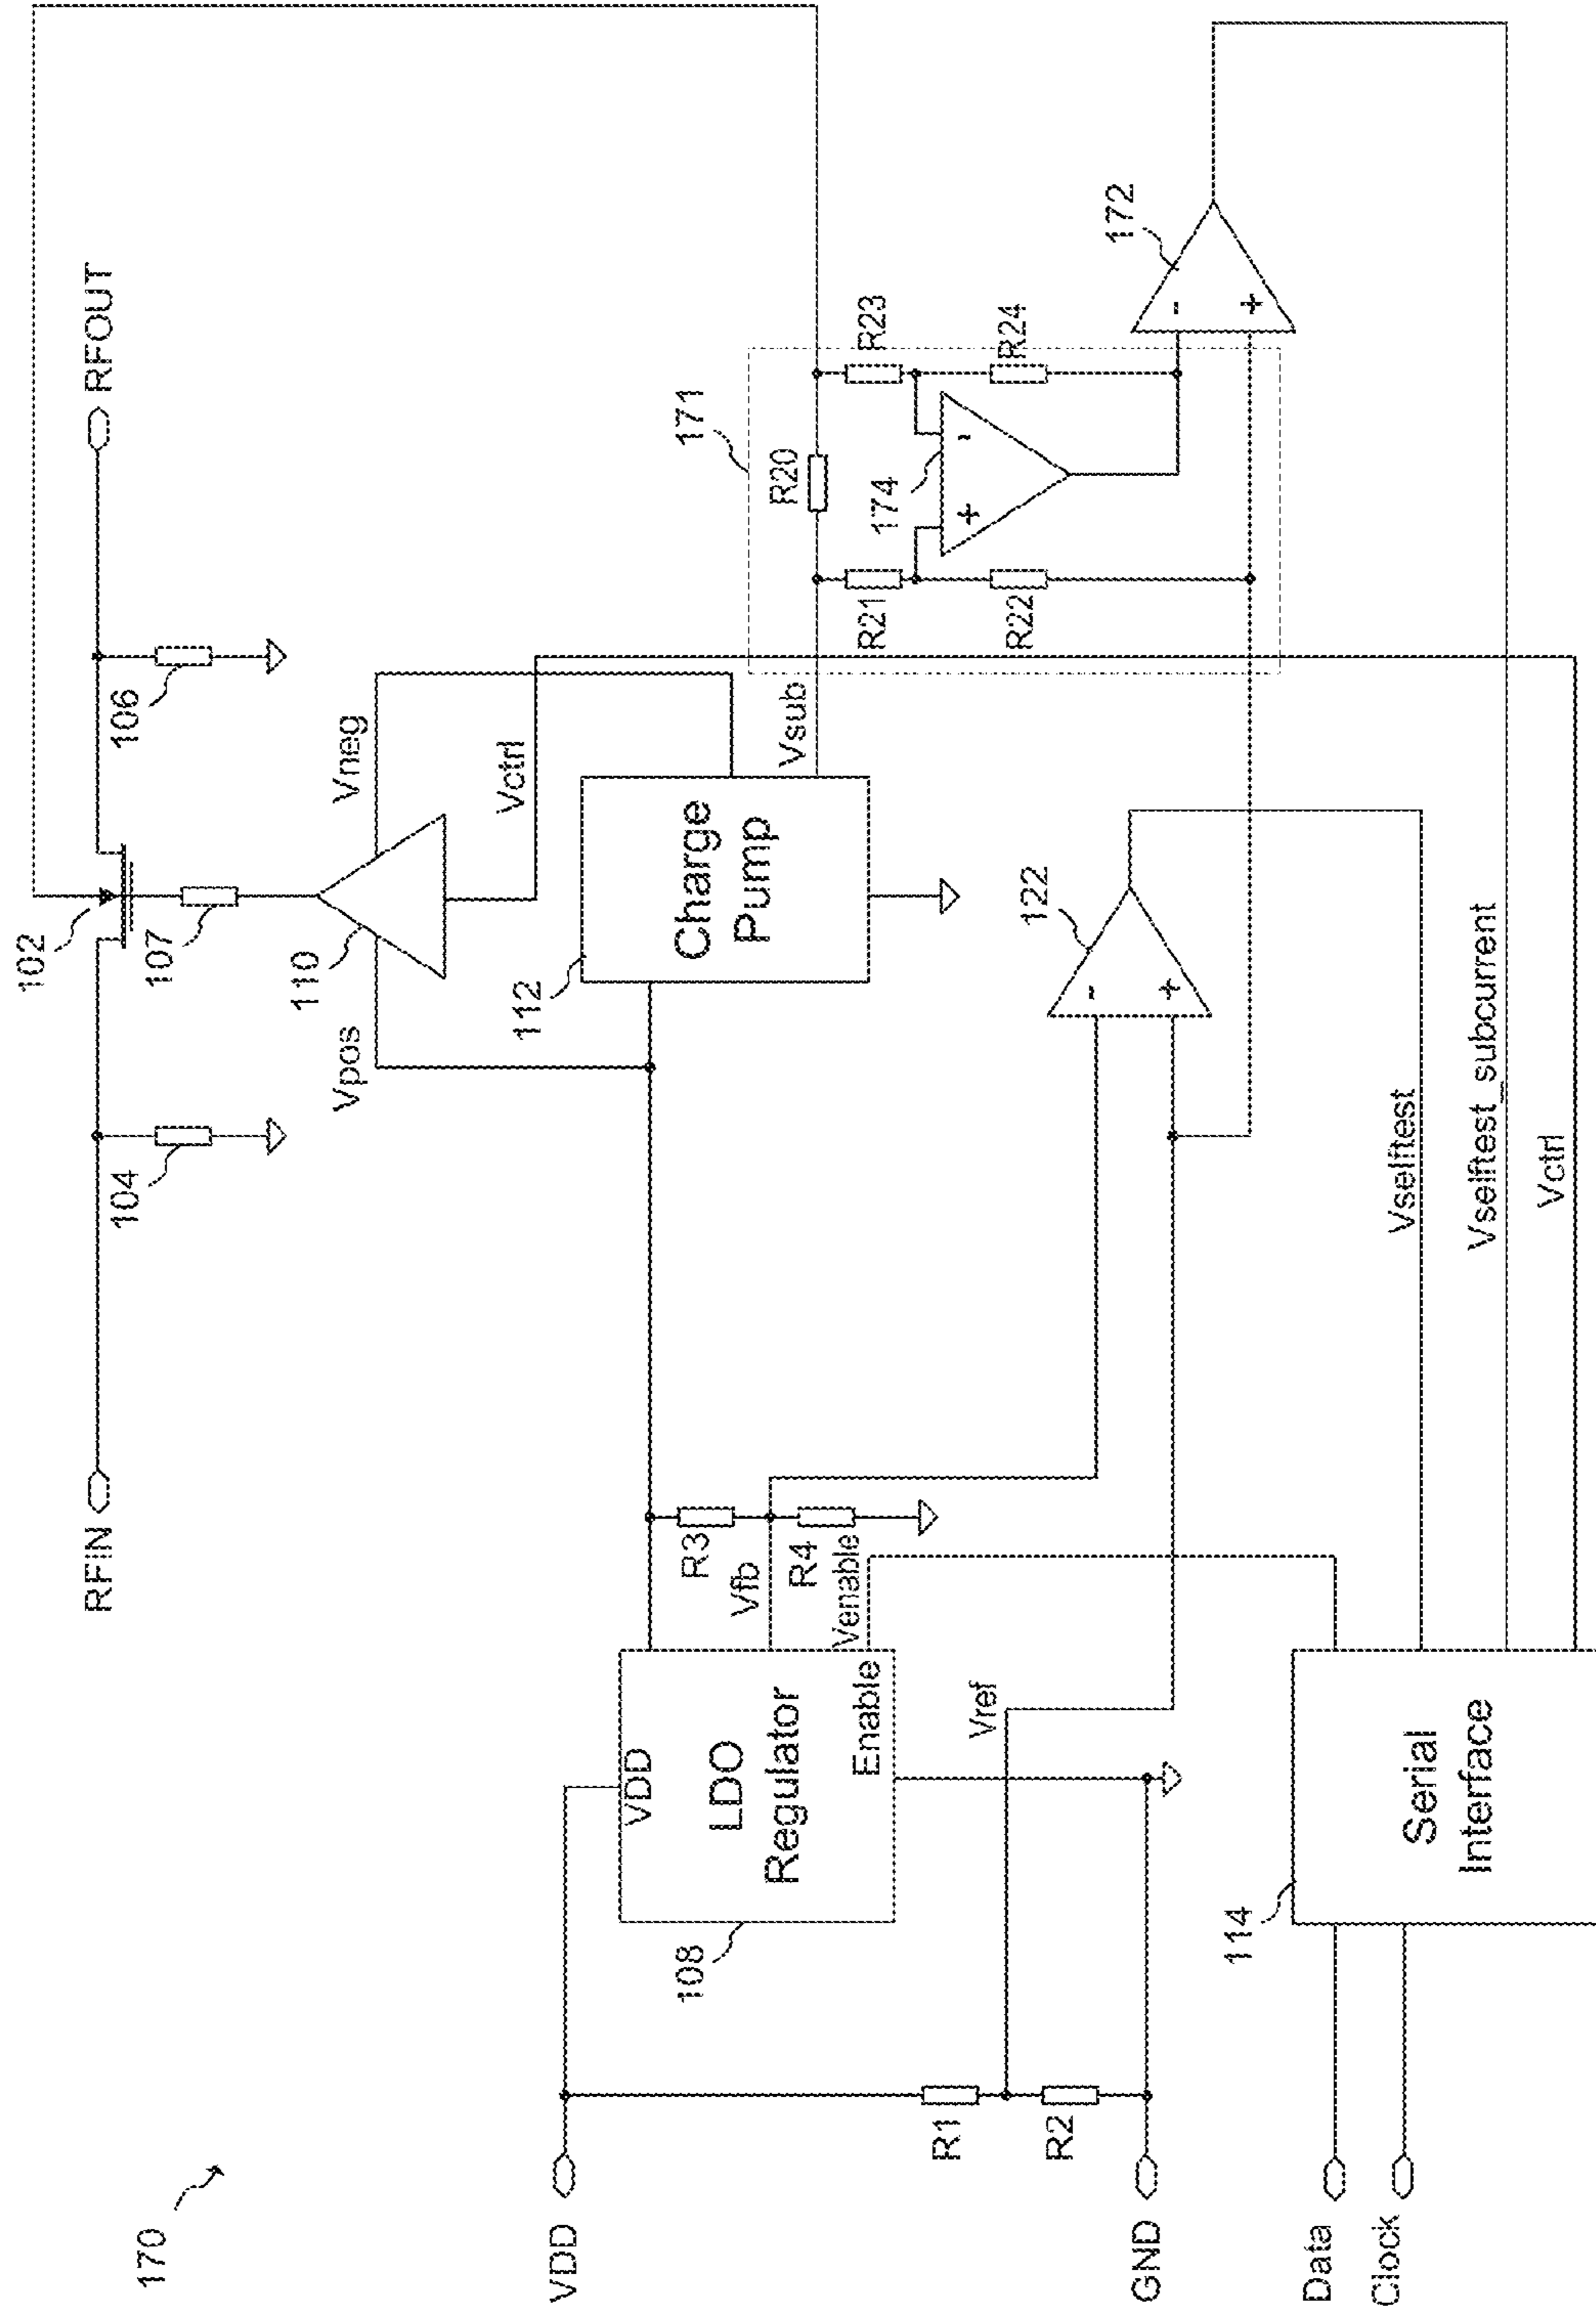 170
RFIN
RFOUT
102
104
106
107
110
Vpos
Vneg
Vctrl
VDD
VDD
LDO
Regulator
Enable
108
R3
Vfb
R4
Venable
112
Charge
Pump
Vsub
171
R20
R21
R22
R23
R24
174
+
-
172
-
+
122
-
+
R1
R2
Vref
GND
Data
Clock
114
Serial
Interface
Vselftest
Vselftest_subcurrent
Vctrl